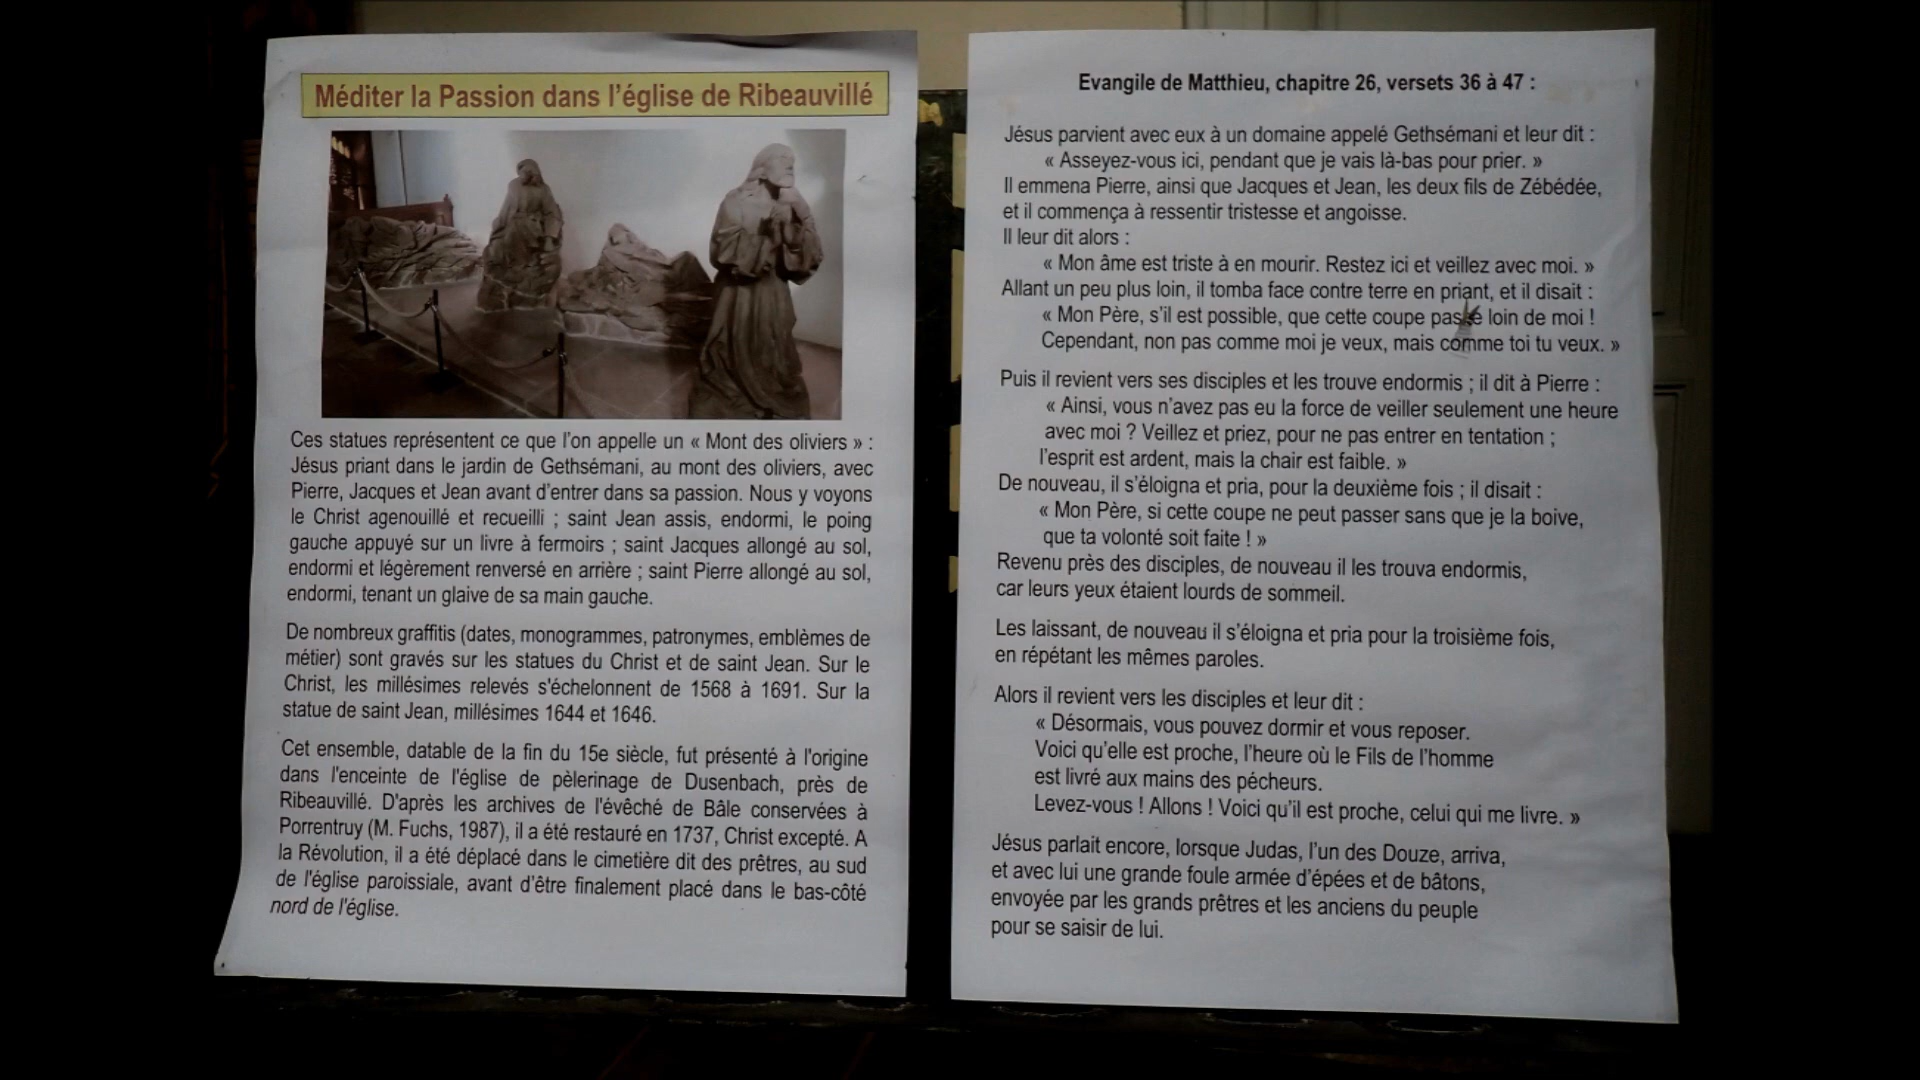 Méditer la Passion dans l'église de Ribeauvillé
Ces statues représentent ce que l'on appelle un « Mont des oliviers » :
Jésus priant dans le jardin de Gethsémani, au mont des oliviers, avec
Pierre, Jacques et Jean avant d'entrer dans sa passion. Nous y voyons
le Christ agenouillé et recueilli ; saint Jean assis, endormi, le poing
gauche appuyé sur un livre à fermoirs ; saint Jacques allongé au sol,
endormi et légèrement renversé en arrière ; saint Pierre allongé au sol,
endormi, tenant un glaive de sa main gauche.
De nombreux graffitis (dates, monogrammes, patronymes, emblèmes de
métier) sont gravés sur les statues du Christ et de saint Jean. Sur le
Christ, les millésimes relevés s'échelonnent de 1568 à 1691. Sur la
statue de saint Jean, millésimes 1644 et 1646.
Cet ensemble, datable de la fin du 15e siècle, fut présenté à l'origine
dans l'enceinte de l'église de pèlerinage de Dusenbach, près de
Ribeauvillé. D'après les archives de l'évêché de Bâle conservées à
Porrentruy (M. Fuchs, 1987), il a été restauré en 1737, Christ excepté. A
la Révolution, il a été déplacé dans le cimetière dit des prêtres, au sud
de l'église paroissiale, avant d'être finalement placé dans le bas-côté
nord de l'église.
Evangile de Matthieu, chapitre 26, versets 36 à 47 :
Jésus parvient avec eux à un domaine appelé Gethsémani et leur dit :
« Asseyez-vous ici, pendant que je vais là-bas pour prier. »
Il emmena Pierre, ainsi que Jacques et Jean, les deux fils de Zébédée,
et il commença à ressentir tristesse et angoisse.
Il leur dit alors :
« Mon âme est triste à en mourir. Restez ici et veillez avec moi. »
Allant un peu plus loin, il tomba face contre terre en priant, et il disait :
« Mon Père, s'il est possible, que cette coupe passe loin de moi !
Cependant, non pas comme moi je veux, mais comme toi tu veux. »
Puis il revient vers ses disciples et les trouve endormis ; il dit à Pierre :
« Ainsi, vous n'avez pas eu la force de veiller seulement une heure
avec moi ? Veillez et priez, pour ne pas entrer en tentation ;
l'esprit est ardent, mais la chair est faible. »
De nouveau, il s'éloigna et pria, pour la deuxième fois ; il disait :
« Mon Père, si cette coupe ne peut passer sans que je la boive,
que ta volonté soit faite ! »
Revenu près des disciples, de nouveau il les trouva endormis,
car leurs yeux étaient lourds de sommeil.
Les laissant, de nouveau il s'éloigna et pria pour la troisième fois,
en répétant les mêmes paroles.
Alors il revient vers les disciples et leur dit :
« Désormais, vous pouvez dormir et vous reposer.
Voici qu'elle est proche, l'heure où le Fils de l'homme
est livré aux mains des pécheurs.
Levez-vous ! Allons ! Voici qu'il est proche, celui qui me livre. »
Jésus parlait encore, lorsque Judas, l'un des Douze, arriva,
et avec lui une grande foule armée d'épées et de bâtons,
envoyée par les grands prêtres et les anciens du peuple
pour se saisir de lui.